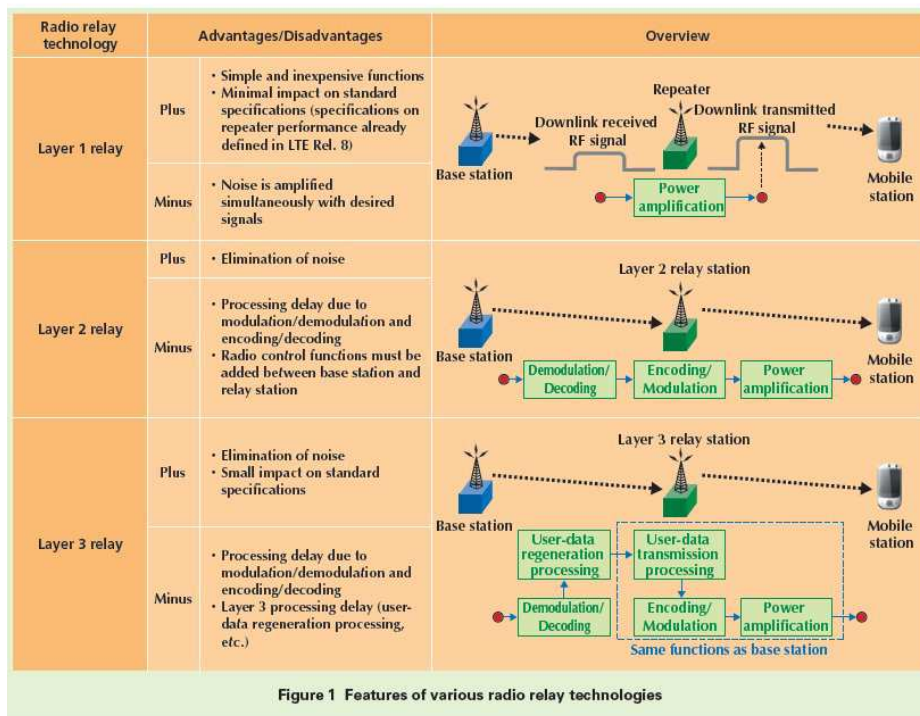 Radio relay
technology
Advantages/Disadvantages
Overview
Layer 1 relay
Plus
• Simple and inexpensive functions
• Minimal impact on standard
specifications (specifications on
repeater performance already
defined in LTE Rel. 8)
Minus
• Noise is amplified
simultaneously with desired
signals
Repeater
Downlink received
RF signal
Downlink transmitted
RF signal
Base station
Power
amplification
Mobile
station
Layer 2 relay
Plus
• Elimination of noise
Minus
• Processing delay due to
modulation/demodulation and
encoding/decoding
• Radio control functions must be
added between base station and
relay station
Layer 2 relay station
Base station
Mobile
station
Demodulation/
Decoding
Encoding/
Modulation
Power
amplification
Layer 3 relay
Plus
• Elimination of noise
• Small impact on standard
specifications
Minus
• Processing delay due to
modulation/demodulation and
encoding/decoding
• Layer 3 processing delay (user-
data regeneration processing,
etc.)
Layer 3 relay station
Base station
Mobile
station
User-data
regeneration
processing
User-data
transmission
processing
Demodulation/
Decoding
Encoding/
Modulation
Power
amplification
Same functions as base station
Figure 1 Features of various radio relay technologies